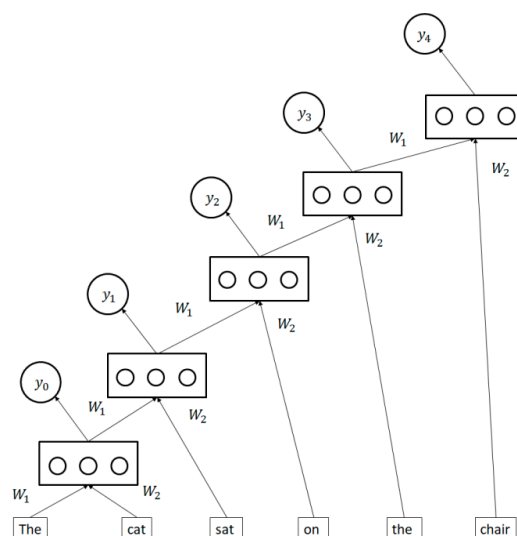 y₄
y₃
W₁
W₂
y₂
W₁
W₂
y₁
W₁
W₂
y₀
W₁
W₂
W₁
W₂
The cat sat on the chair